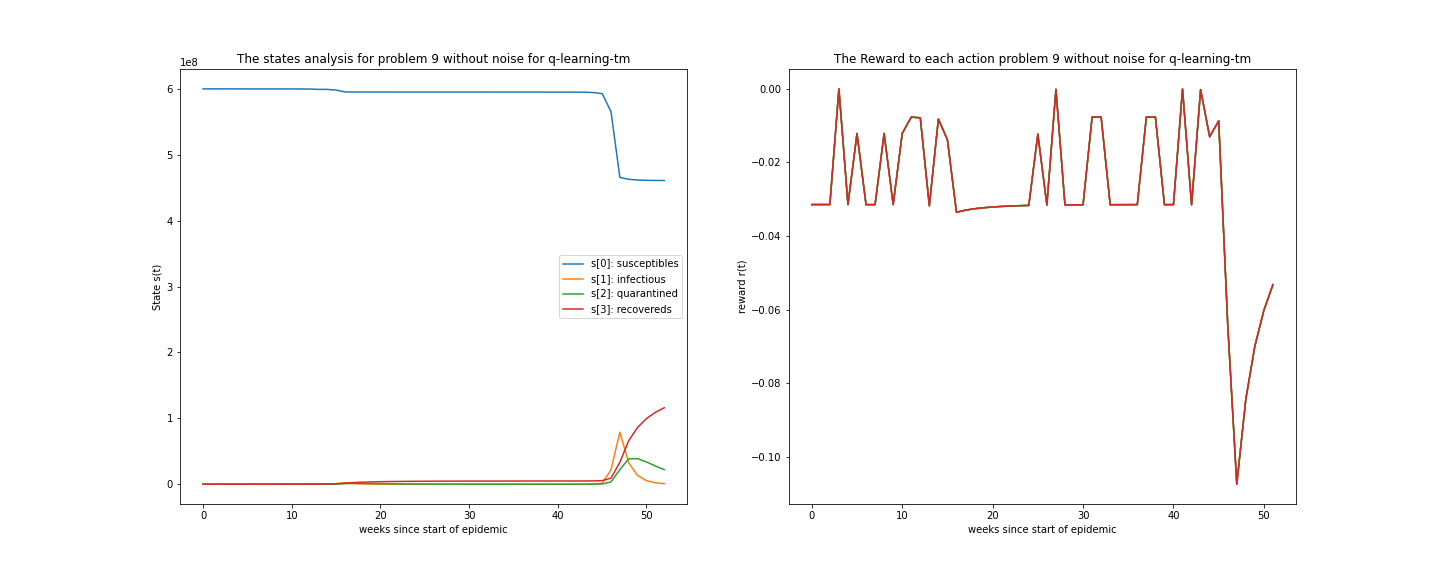 The states analysis for problem 9 without noise for q-learning-tm
1e8
6
5
4
3
2
1
0
State s(t)
s[0]: susceptibles
s[1]: infectious
s[2]: quarantined
s[3]: recovereds
0 10 20 30 40 50
weeks since start of epidemic
The Reward to each action problem 9 without noise for q-learning-tm
0.00
−0.02
−0.04
−0.06
−0.08
−0.10
reward r(t)
0 10 20 30 40 50
weeks since start of epidemic